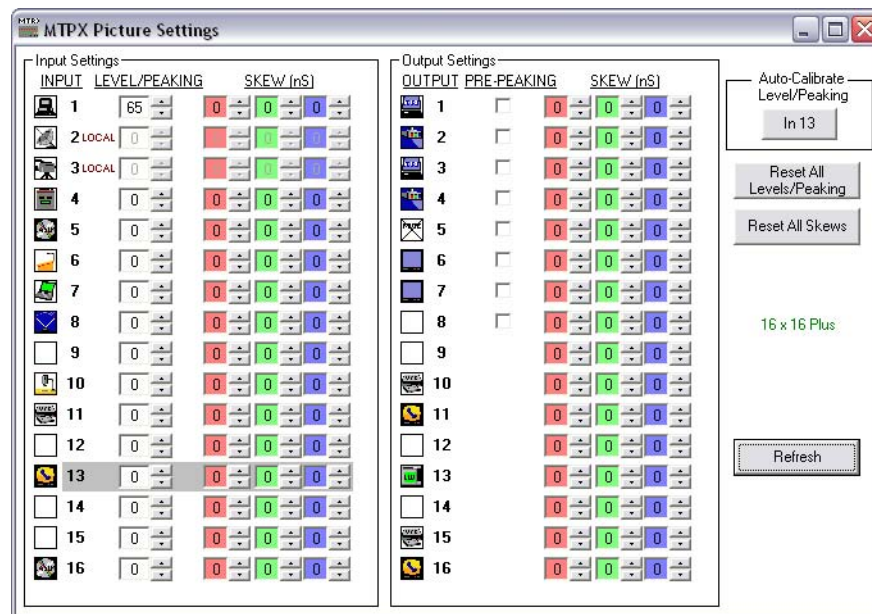 MTPX Picture Settings
Input Settings
INPUT LEVEL/PEAKING SKEW (nS)
1 65 0 0 0
2 LOCAL 0 0 0
3 LOCAL 0 0 0
4 0 0 0 0
5 0 0 0 0
6 0 0 0 0
7 0 0 0 0
8 0 0 0 0
9 0 0 0 0
10 0 0 0 0
11 0 0 0 0
12 0 0 0 0
13 0 0 0 0
14 0 0 0 0
15 0 0 0 0
16 0 0 0 0
Output Settings
OUTPUT PRE-PEAKING SKEW (nS)
1 0 0 0
2 0 0 0
3 0 0 0
4 0 0 0
5 0 0 0
6 0 0 0
7 0 0 0
8 0 0 0
9 0 0 0
10 0 0 0
11 0 0 0
12 0 0 0
13 0 0 0
14 0 0 0
15 0 0 0
16 0 0 0
Auto-Calibrate
Level/Peaking
In 13
Reset All
Levels/Peaking
Reset All Skews
16 x 16 Plus
Refresh